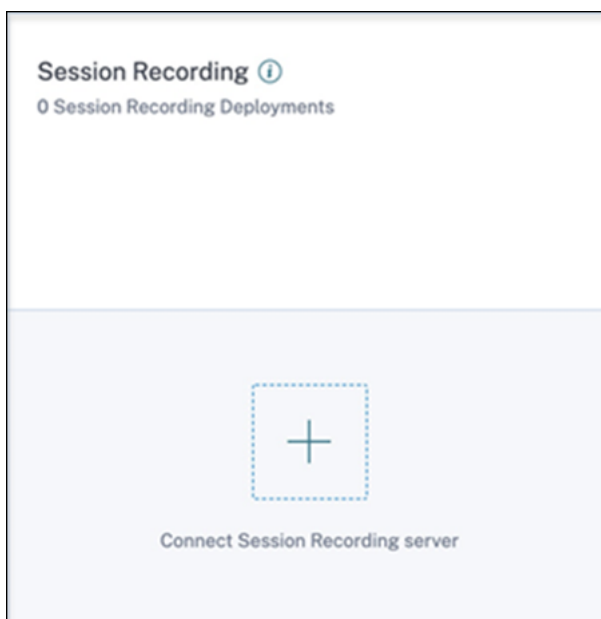 Session Recording i
0 Session Recording Deployments
Connect Session Recording server